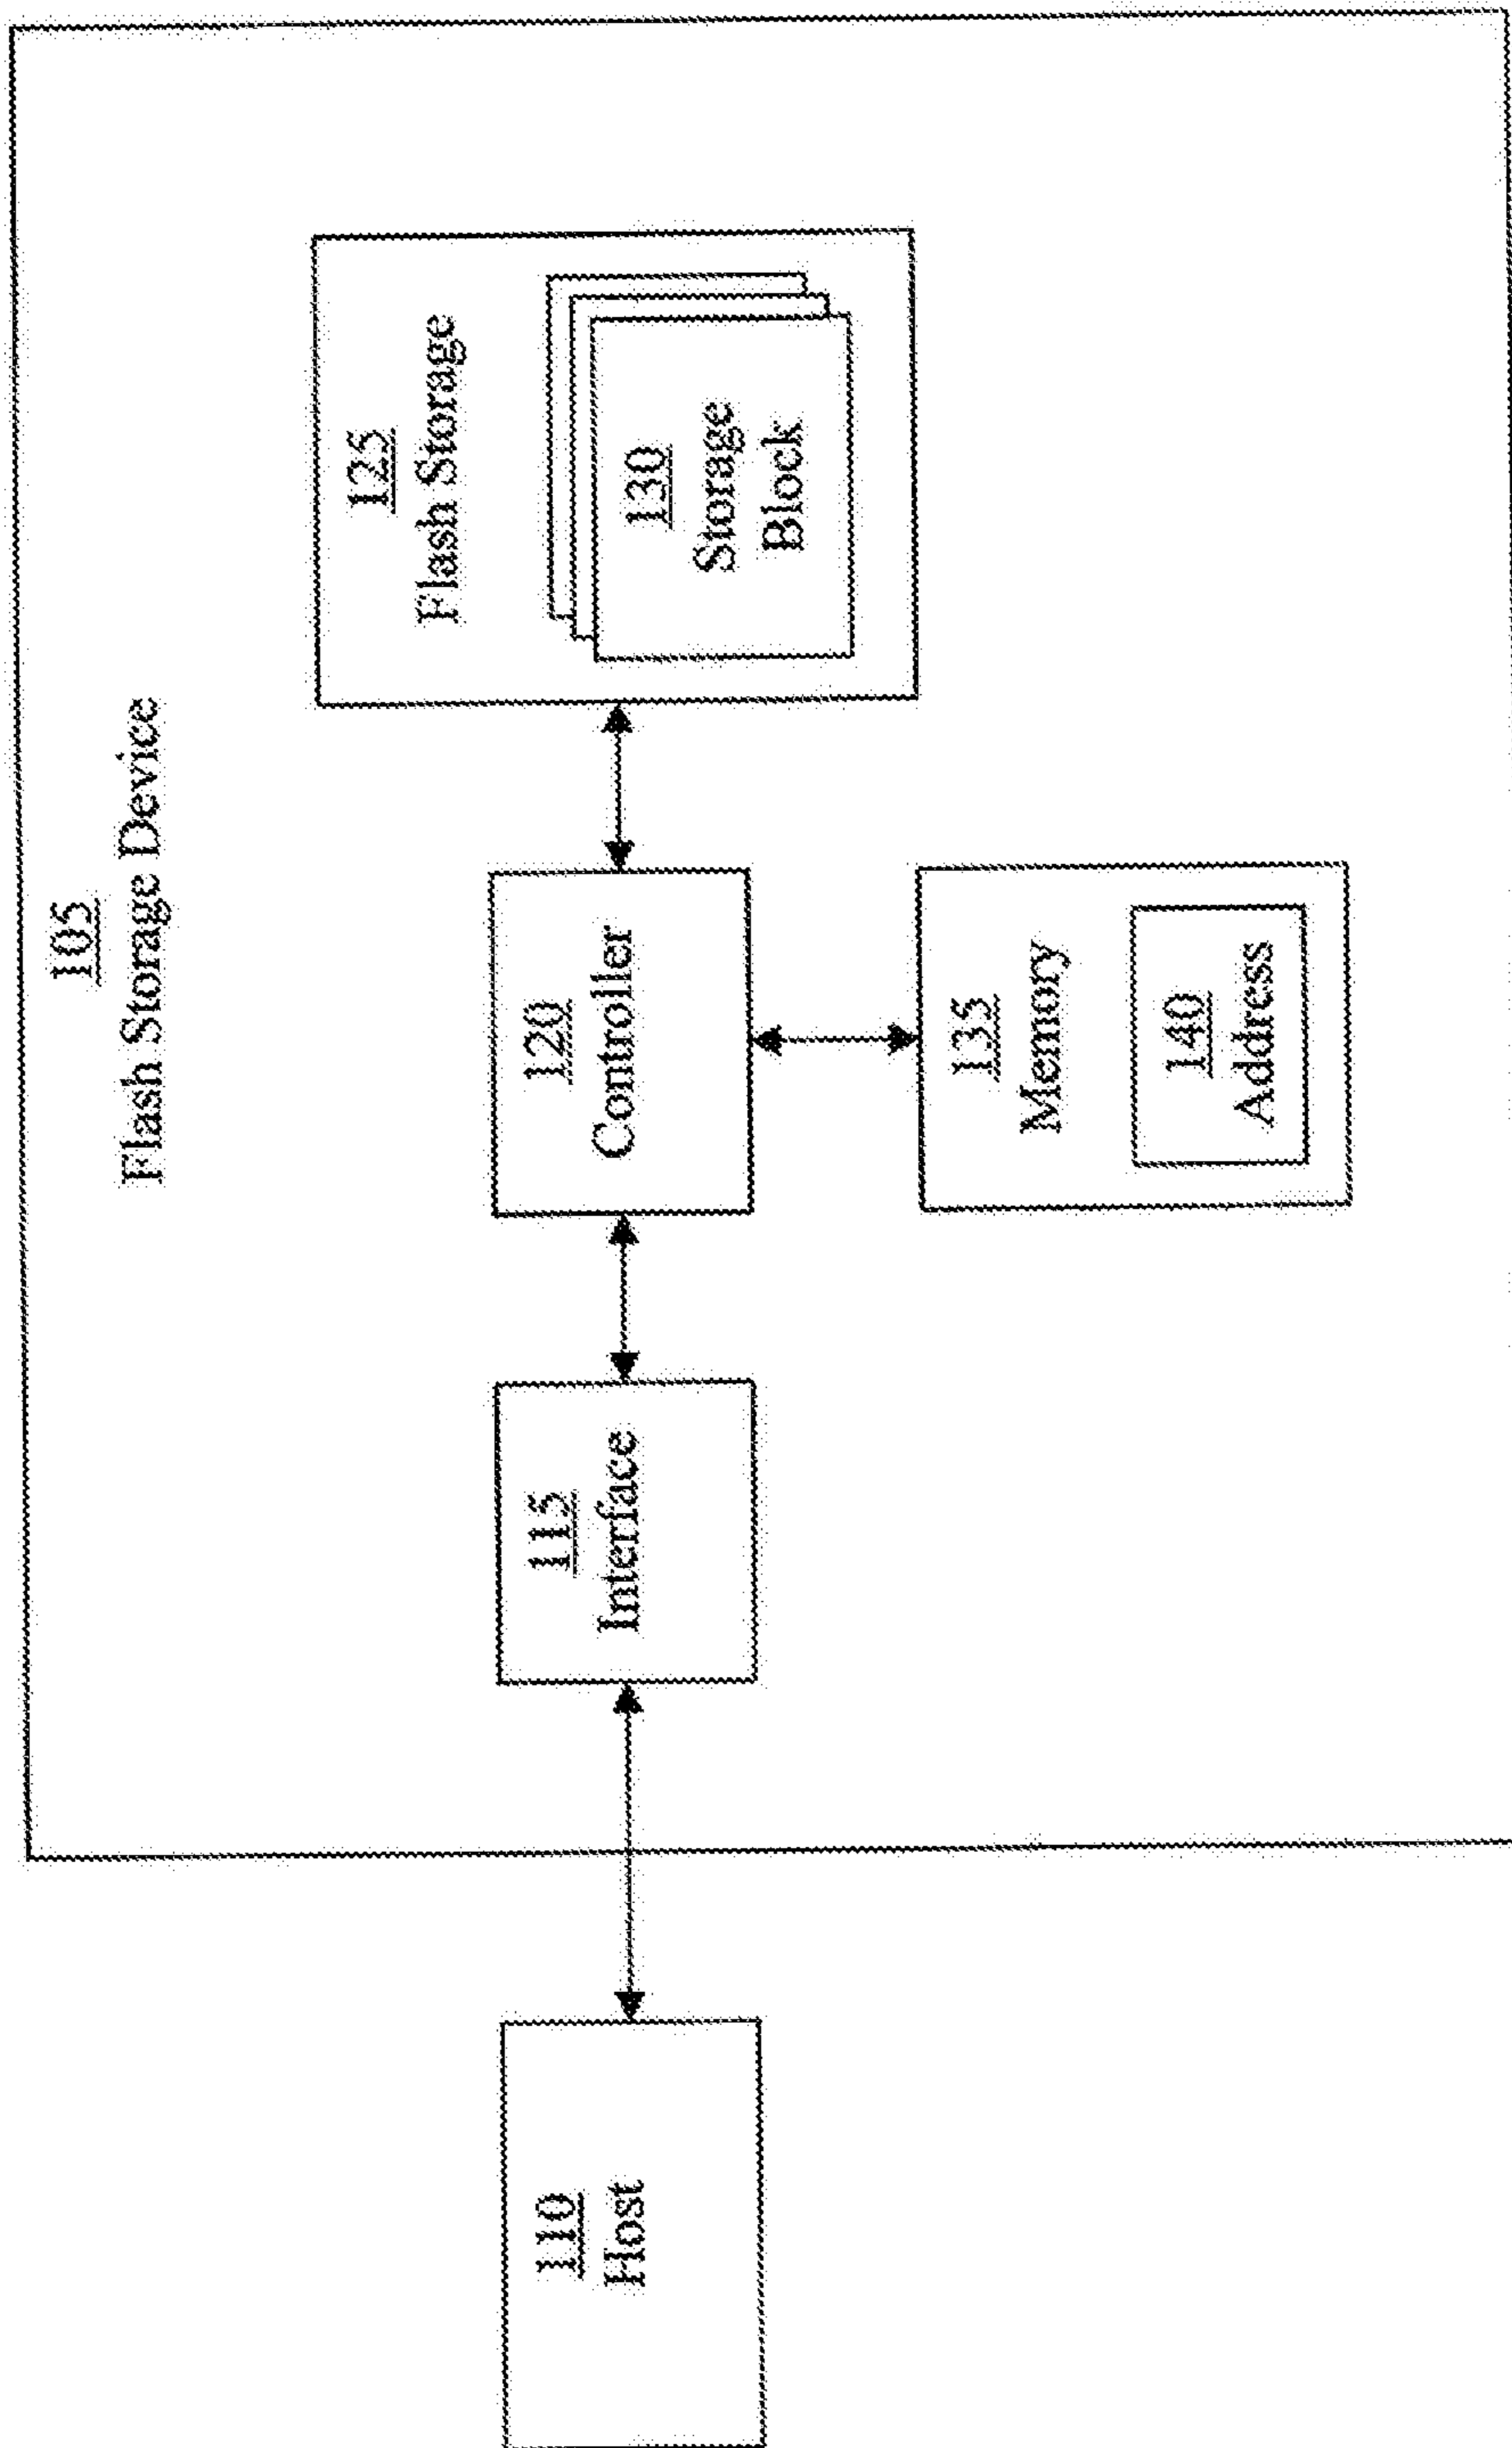 105
Flash Storage Device
110
Host
115
Interface
120
Controller
125
Flash Storage
130
Storage
Block
135
Memory
140
Address